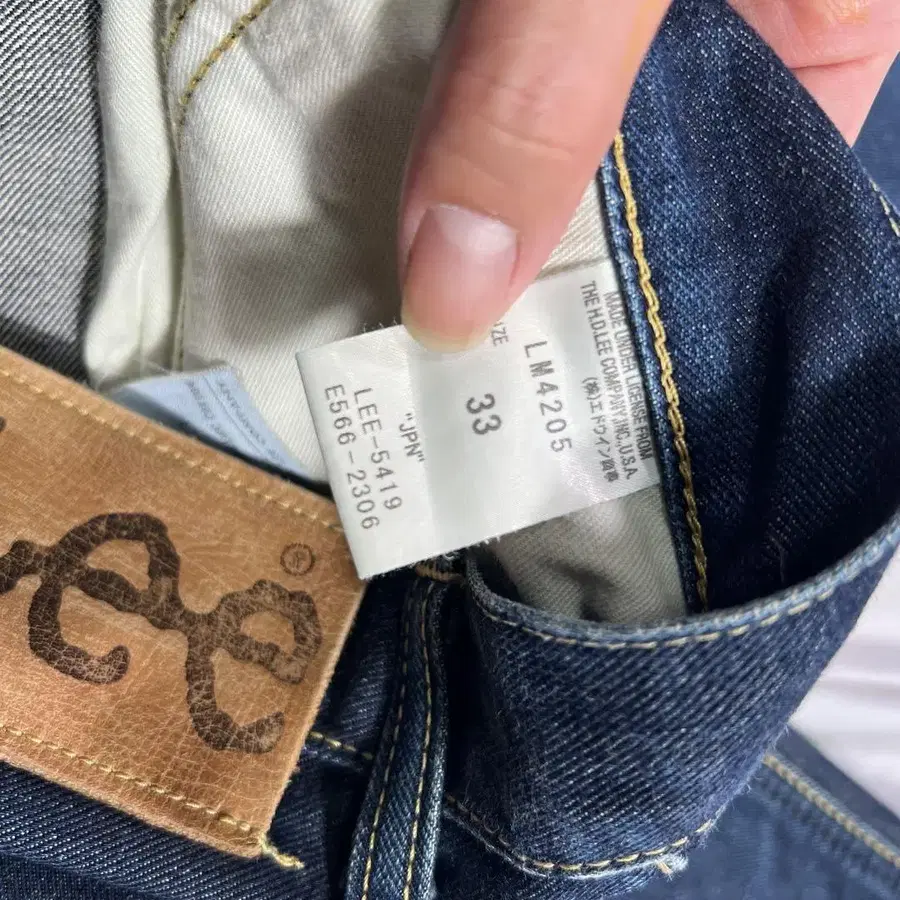 MADE UNDER LICENSE FROM
THE H.D.LEE COMPANY,INC.,U.S.A.
(株)エドウイン商事
LM4205
33
"JPN"
LEE-5419
E566-2306
ee
®
COMPANY